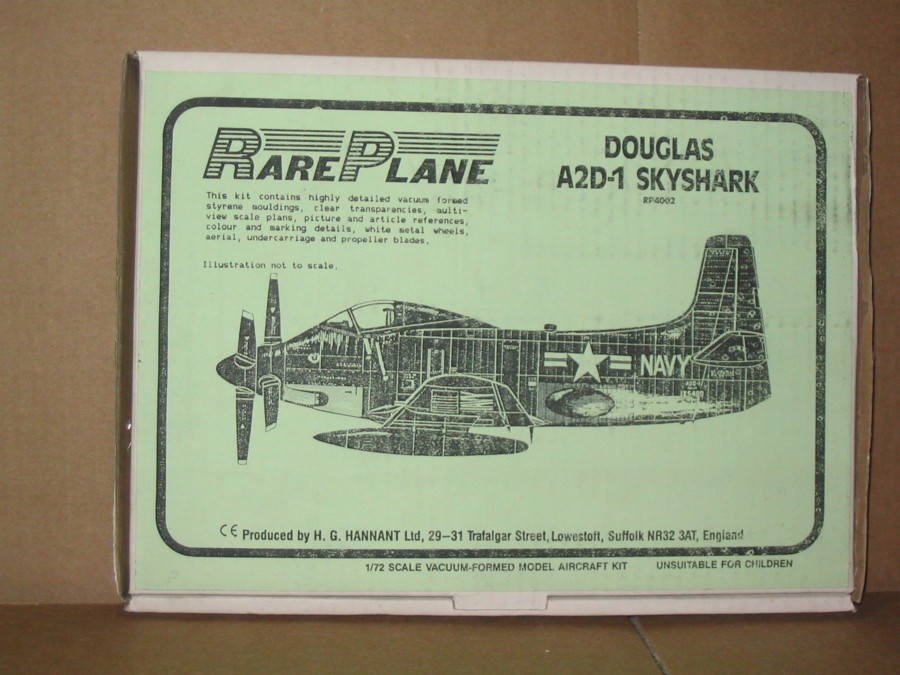 RARE PLANE
DOUGLAS
A2D-1 SKYSHARK
RP4002
This kit contains highly detailed vacuum formed
styrene mouldings, clear transparencies, multi-
view scale plans, picture and article references,
colour and marking details, white metal wheels,
aerial, undercarriage and propeller blades.
Illustration not to scale.
NAVY
CE Produced by H. G. HANNANT Ltd, 29-31 Trafalgar Street, Lowestoft, Suffolk NR32 3AT, England
1/72 SCALE VACUUM-FORMED MODEL AIRCRAFT KIT UNSUITABLE FOR CHILDREN